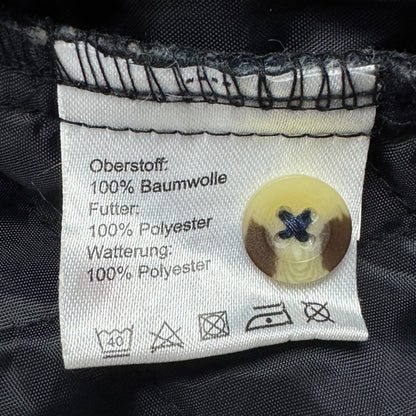 Oberstoff:
100% Baumwolle
Futter:
100% Polyester
Watterung:
100% Polyester
40